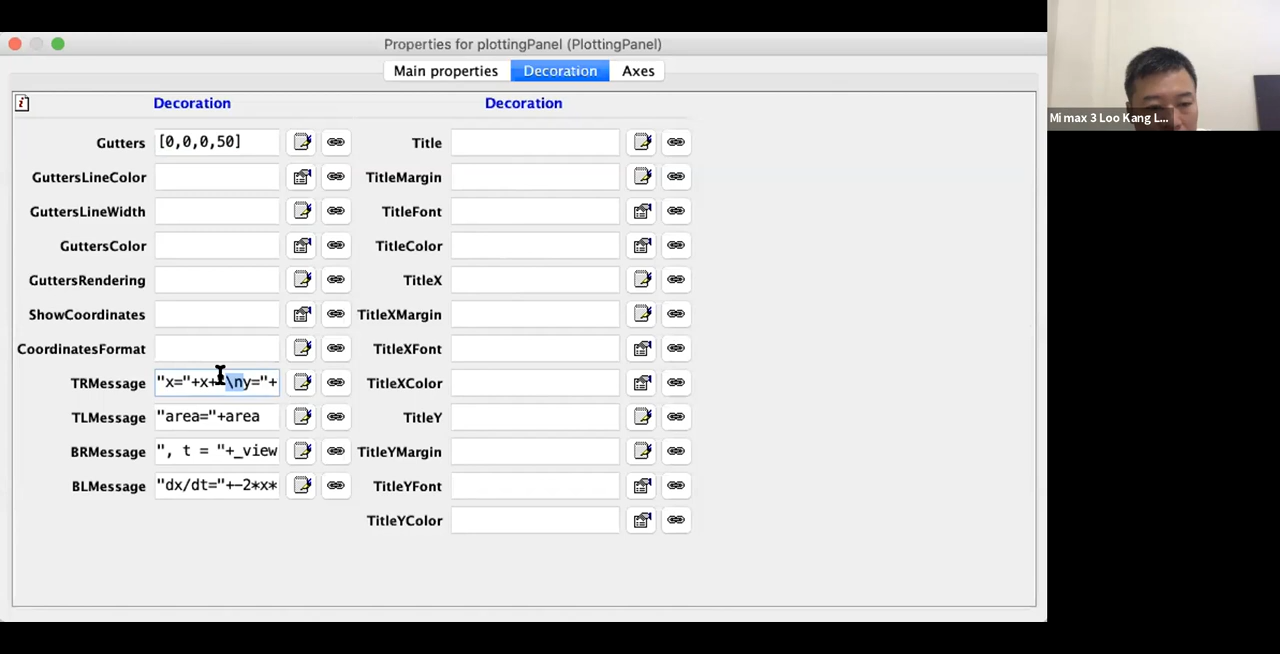 Properties for plottingPanel (PlottingPanel)
Main properties Decoration Axes
Decoration Decoration
Gutters [0,0,0,50] Title
GuttersLineColor TitleMargin
GuttersLineWidth TitleFont
GuttersColor TitleColor
GuttersRendering TitleX
ShowCoordinates TitleXMargin
CoordinatesFormat TitleXFont
TRMessage "x="+x+"\ny="+ TitleXColor
TLMessage "area="+area TitleY
BRMessage ", t = "+_view TitleYMargin
BLMessage "dx/dt="+-2*x* TitleYFont
TitleYColor
Mi max 3 Loo Kang L...